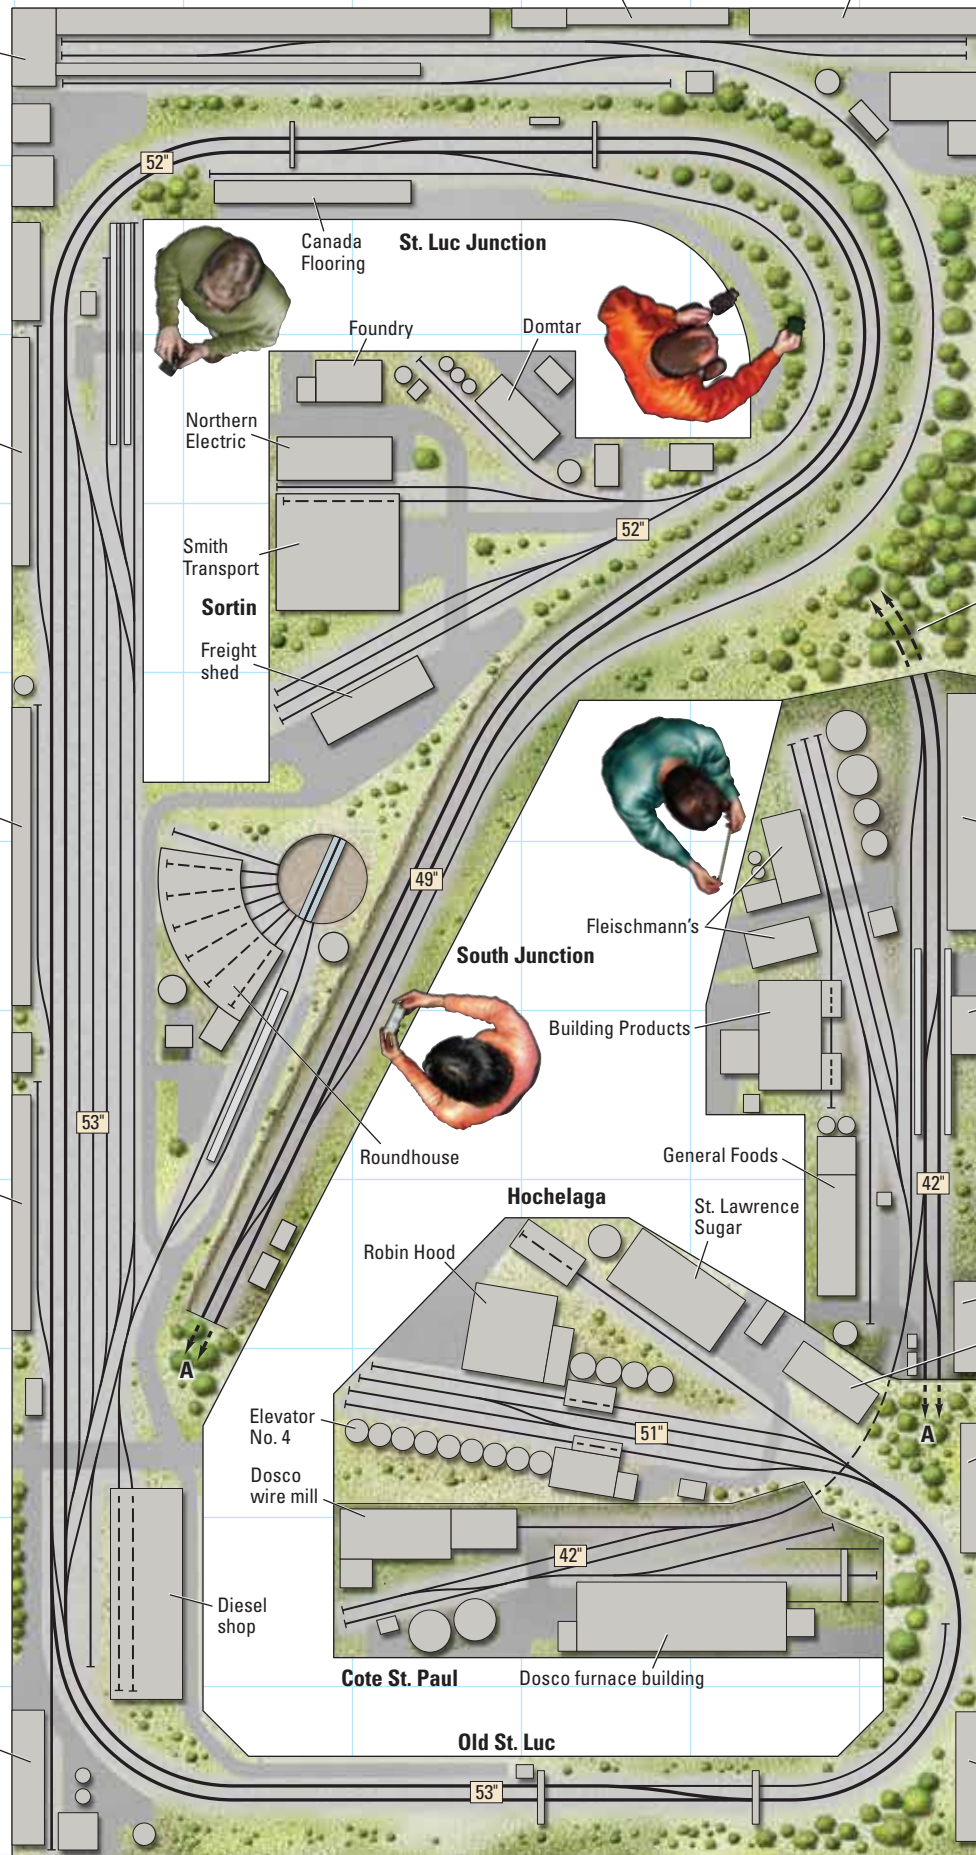 52"
Canada
Flooring
St. Luc Junction
Foundry
Domtar
Northern
Electric
52"
Smith
Transport
Sortin
Freight
shed
49"
Fleischmann's
South Junction
Building Products
53"
Roundhouse
General Foods
42"
Hochelaga
St. Lawrence
Sugar
Robin Hood
A
Elevator
No. 4
51"
A
Dosco
wire mill
42"
Diesel
shop
Cote St. Paul
Dosco furnace building
Old St. Luc
53"